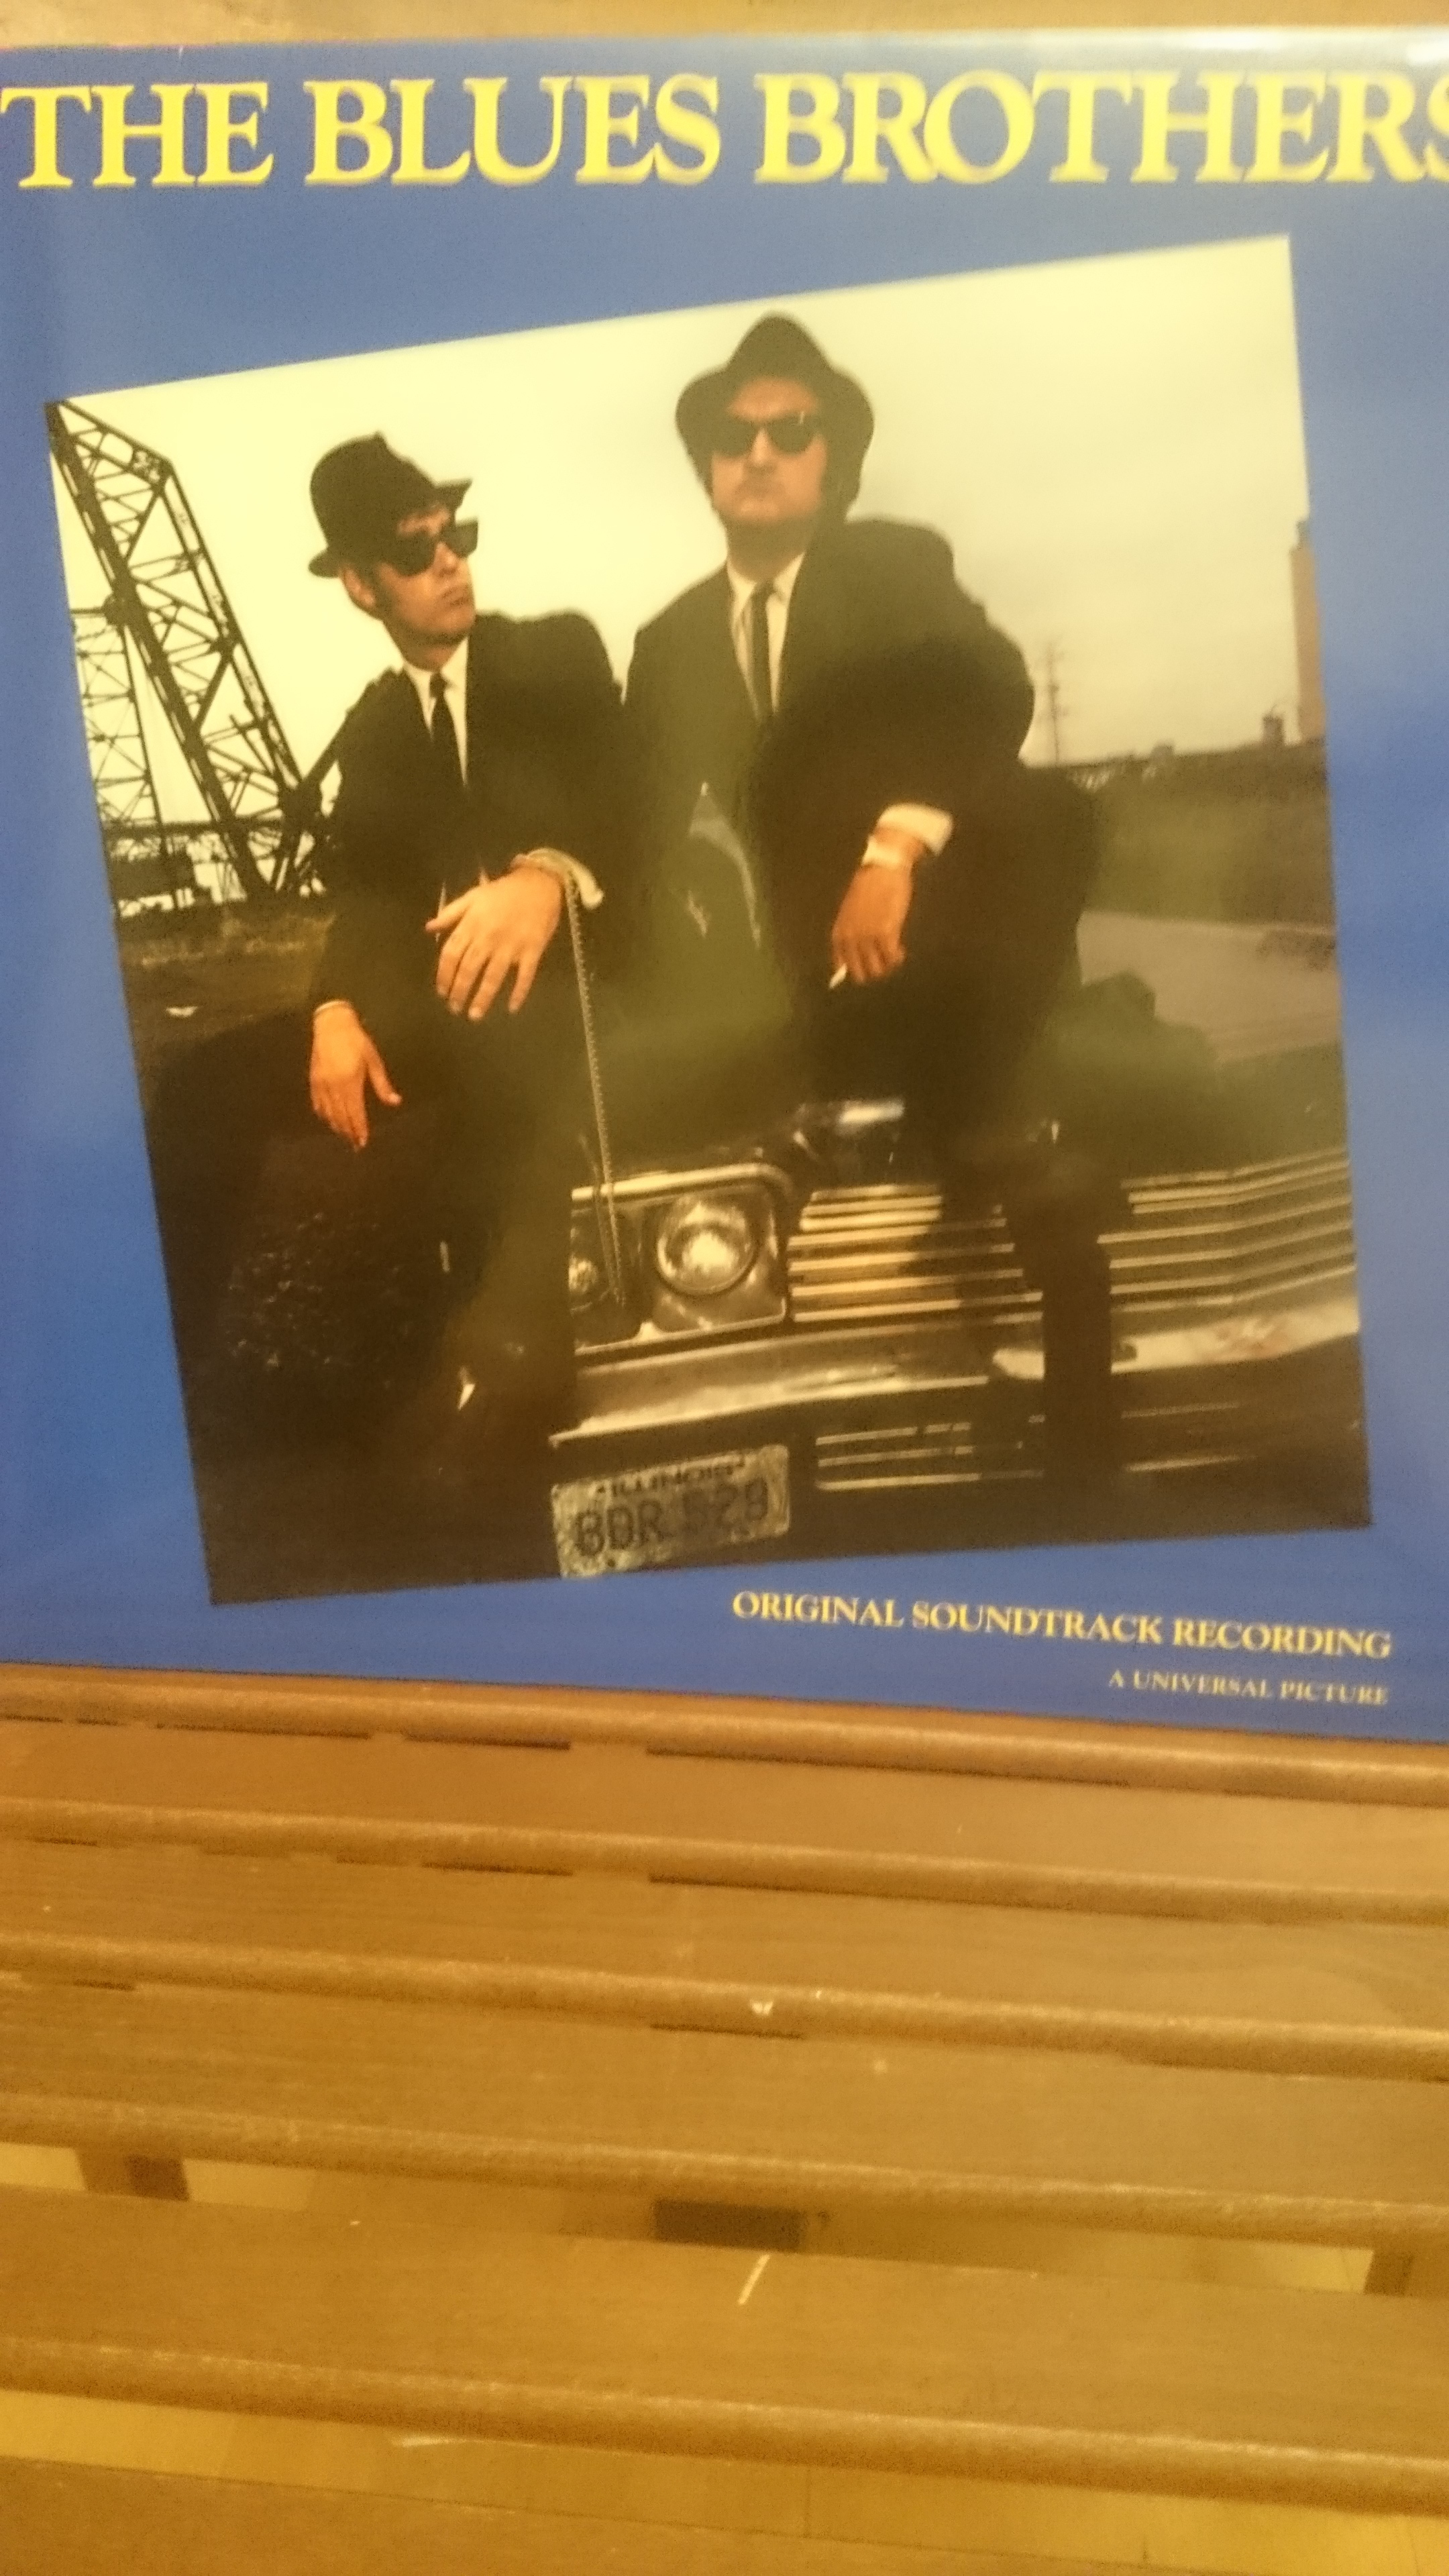 THE BLUES BROTHERS
ILLINOIS
BDR 529
ORIGINAL SOUNDTRACK RECORDING
A UNIVERSAL PICTURE